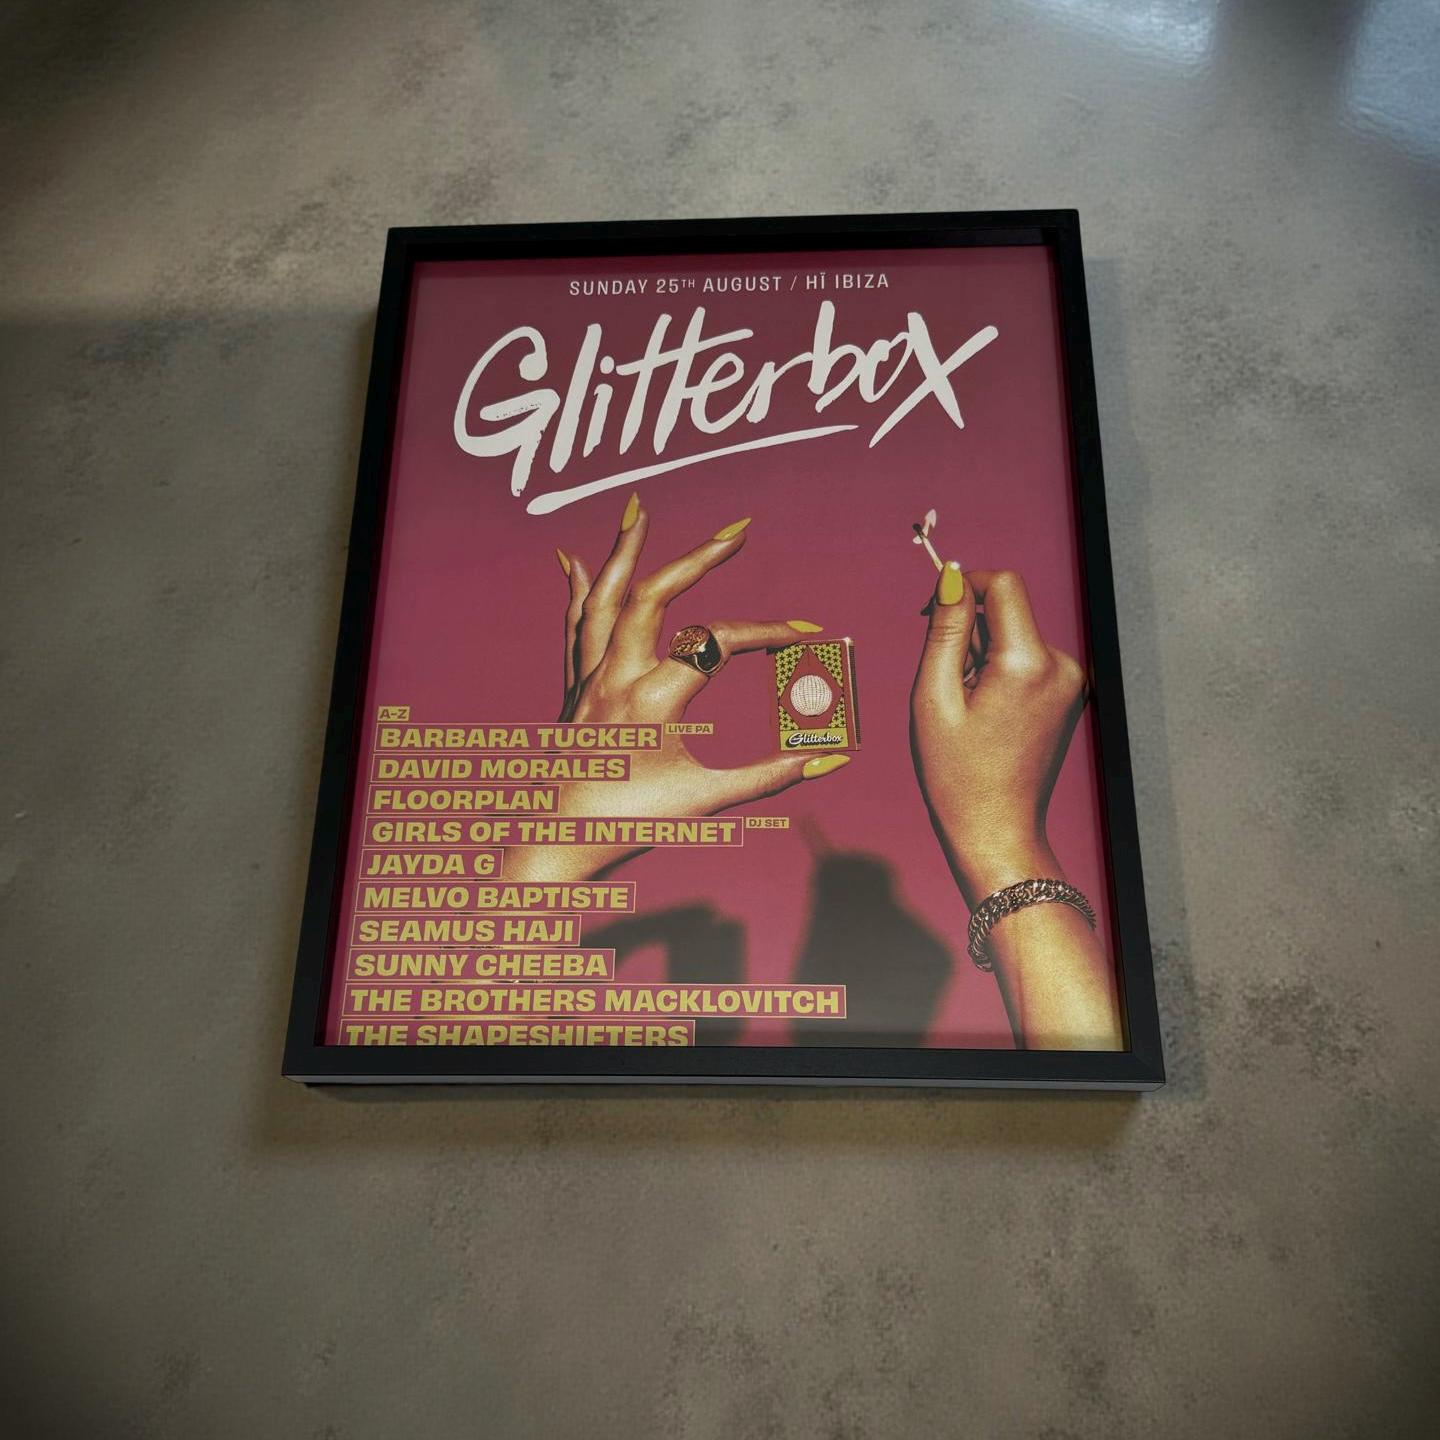 SUNDAY 25TH AUGUST / HÏ IBIZA
Glitterbox
Glitterbox
A–Z
BARBARA TUCKER LIVE PA
DAVID MORALES
FLOORPLAN
GIRLS OF THE INTERNET DJ SET
JAYDA G
MELVO BAPTISTE
SEAMUS HAJI
SUNNY CHEEBA
THE BROTHERS MACKLOVITCH
THE SHAPESHIFTERS